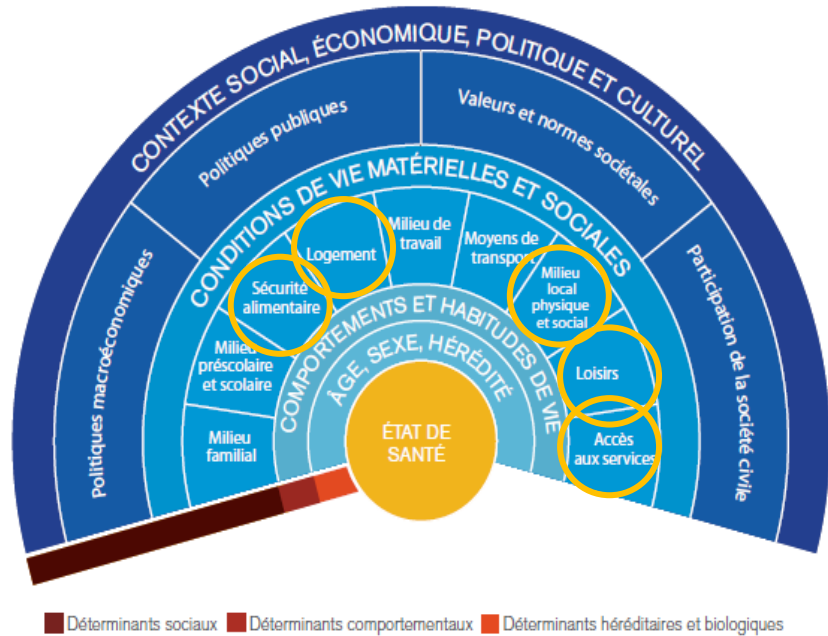 CONTEXTE SOCIAL, ÉCONOMIQUE, POLITIQUE ET CULTUREL
Politiques macroéconomiques
Politiques publiques
Valeurs et normes sociétales
Participation de la société civile
CONDITIONS DE VIE MATÉRIELLES ET SOCIALES
Milieu
familial
Milieu
préscolaire
et scolaire
Sécurité
alimentaire
Logement
Milieu de
travail
Moyens de
transport
Milieu
local
physique
et social
Loisirs
Accès
aux services
COMPORTEMENTS ET HABITUDES DE VIE
ÂGE, SEXE, HÉRÉDITÉ
ÉTAT DE
SANTÉ
Déterminants sociaux
Déterminants comportementaux
Déterminants héréditaires et biologiques